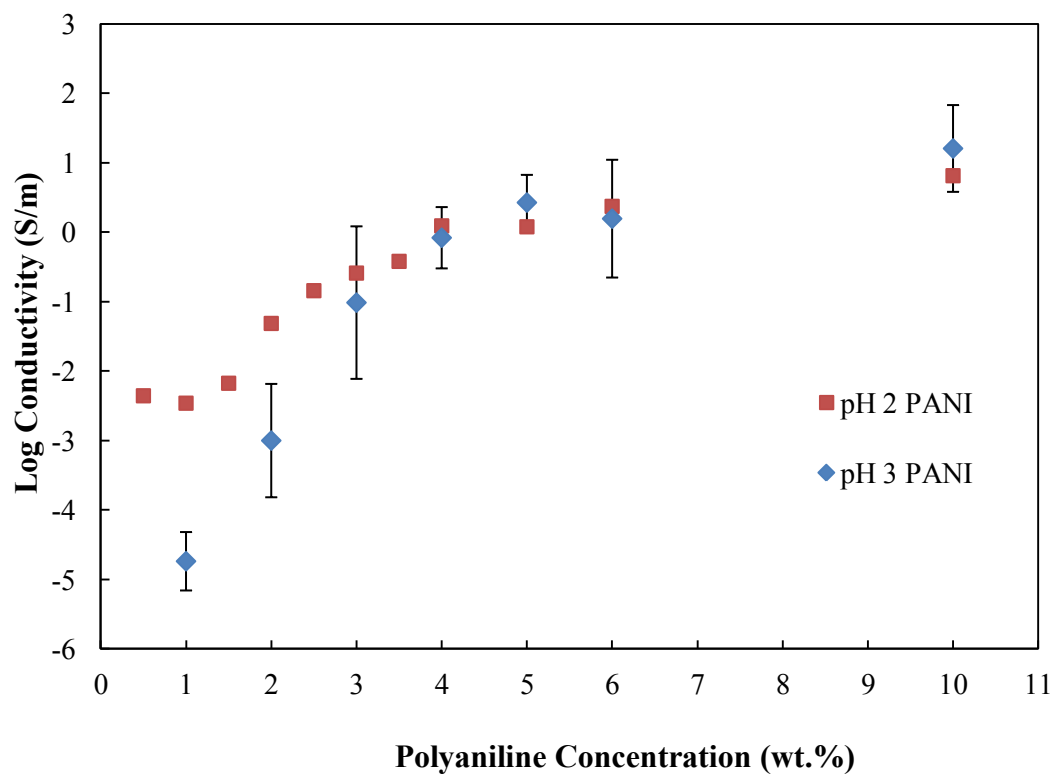 3
2
1
0
-1
-2
-3
-4
-5
-6
Log Conductivity (S/m)
pH 2 PANI
pH 3 PANI
0 1 2 3 4 5 6 7 8 9 10 11
Polyaniline Concentration (wt.%)